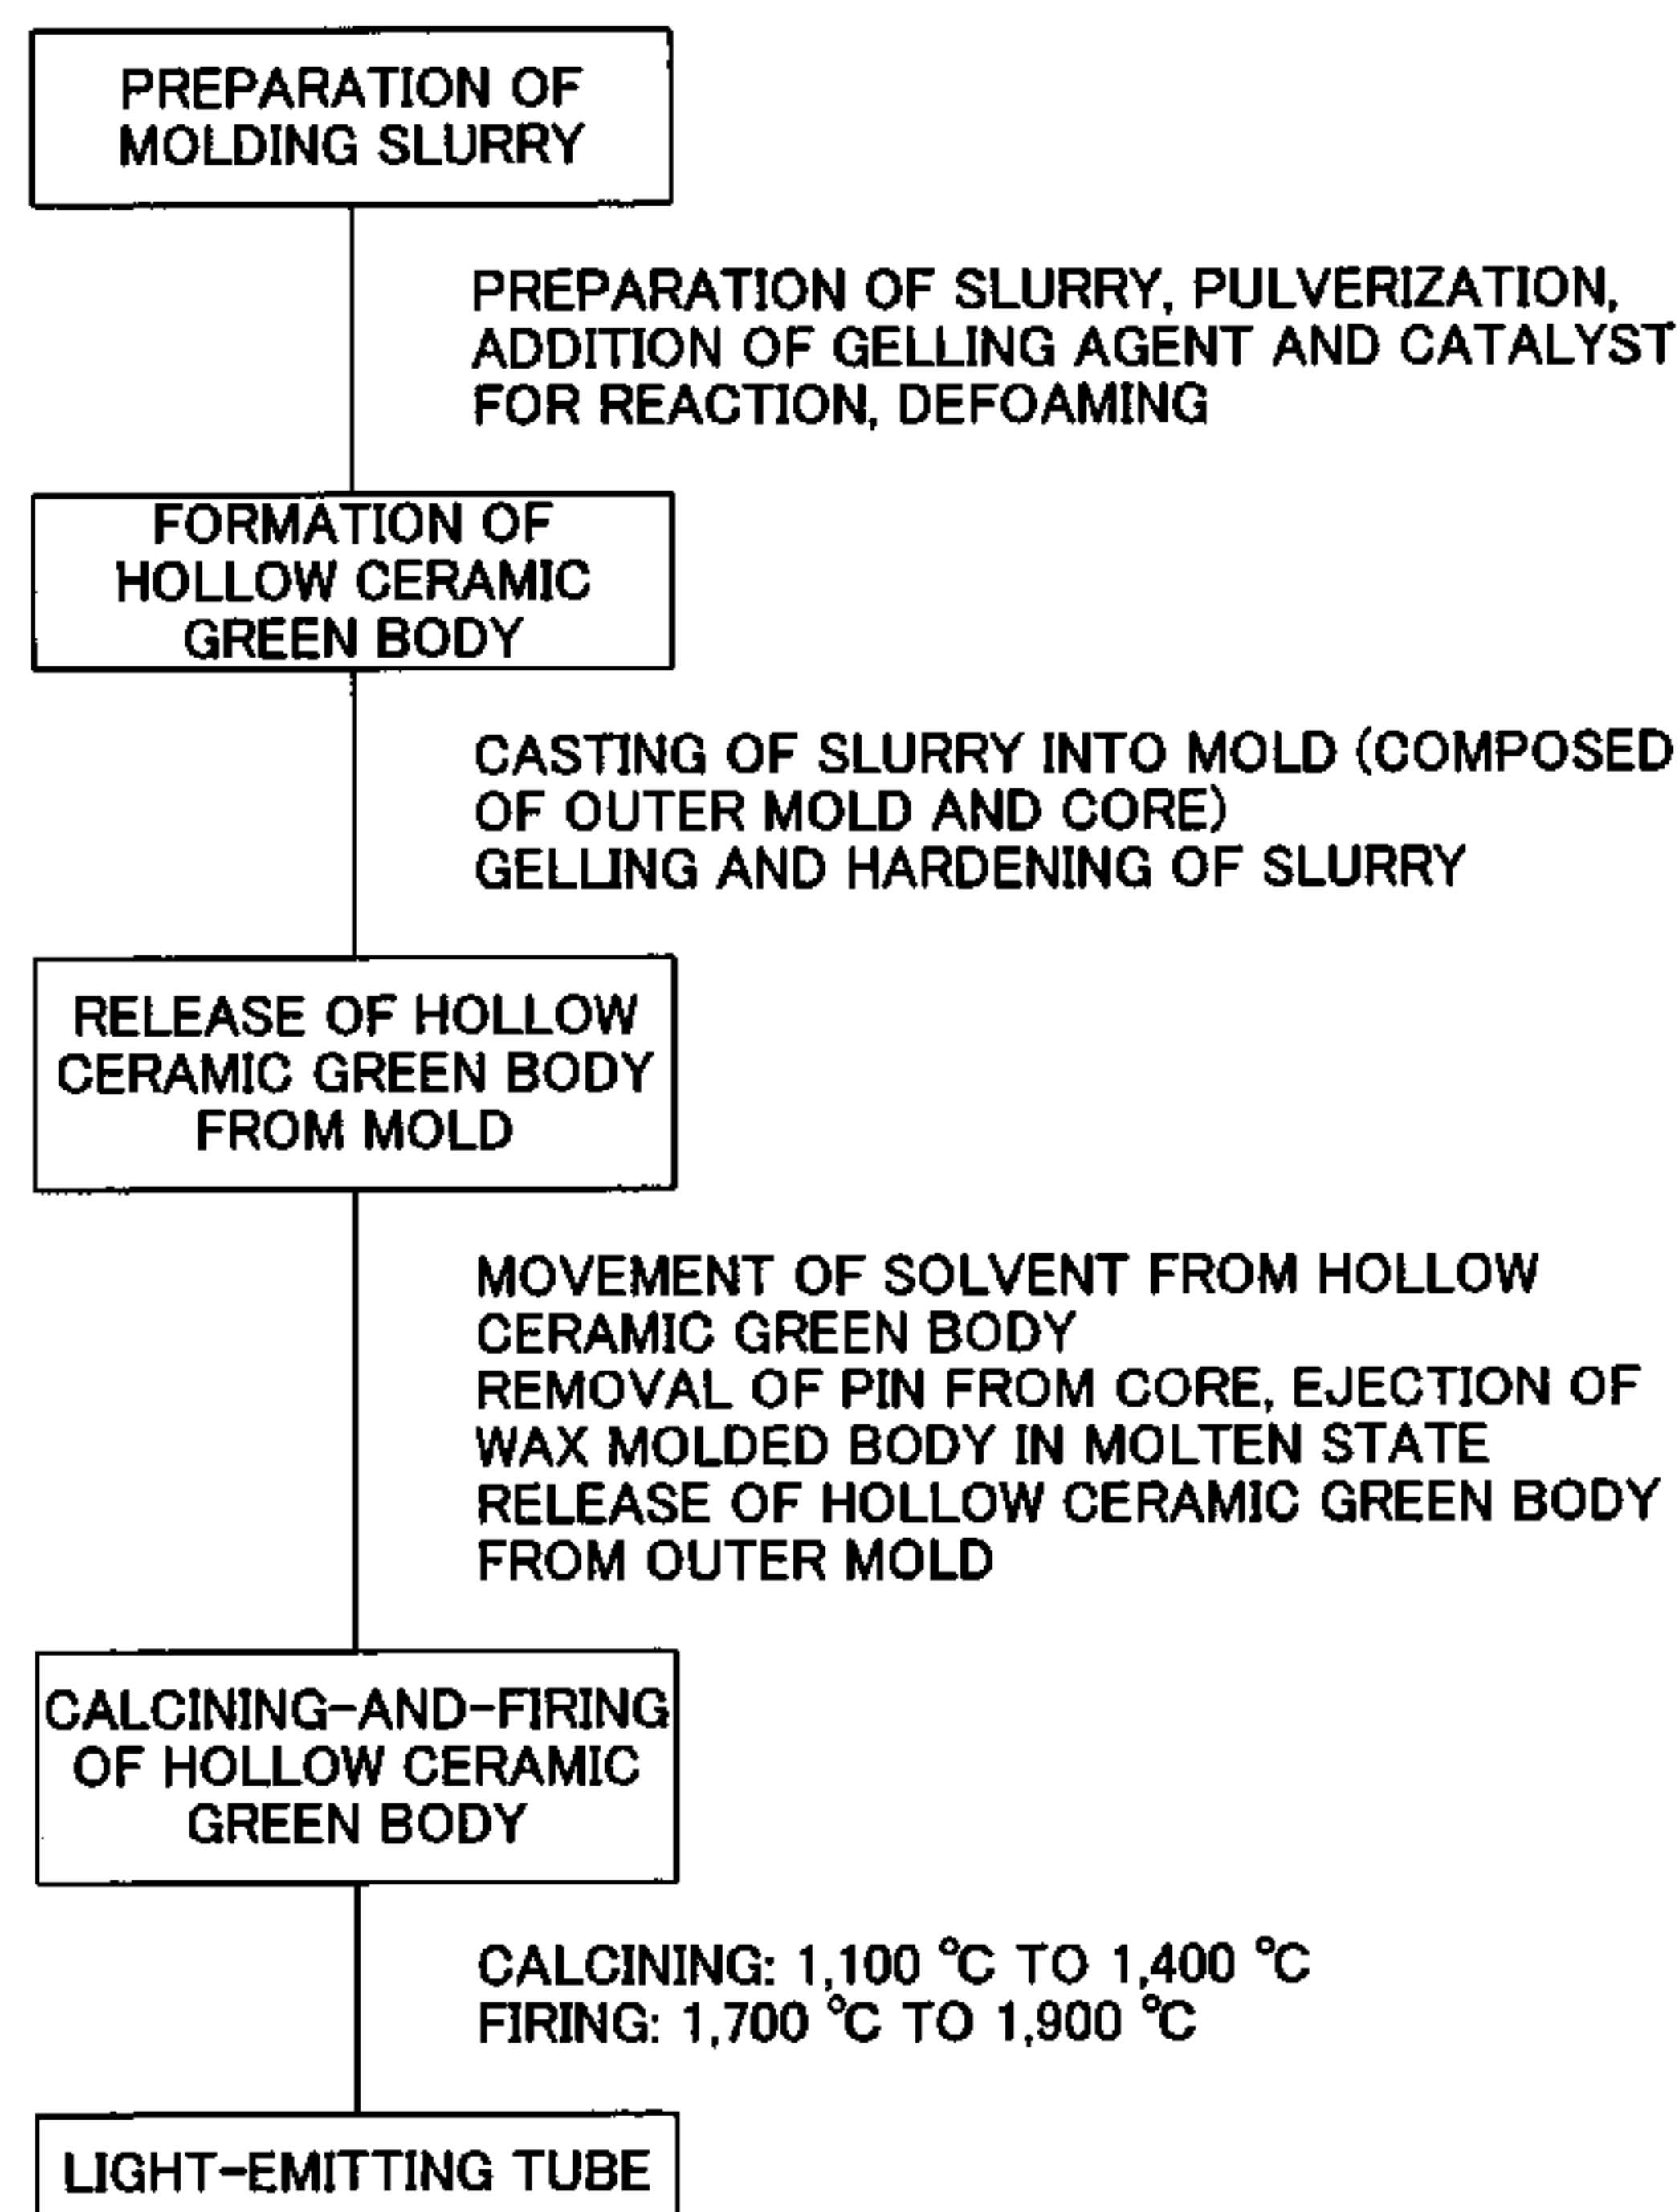 PREPARATION OF
MOLDING SLURRY
PREPARATION OF SLURRY, PULVERIZATION,
ADDITION OF GELLING AGENT AND CATALYST
FOR REACTION, DEFOAMING
FORMATION OF
HOLLOW CERAMIC
GREEN BODY
CASTING OF SLURRY INTO MOLD (COMPOSED
OF OUTER MOLD AND CORE)
GELLING AND HARDENING OF SLURRY
RELEASE OF HOLLOW
CERAMIC GREEN BODY
FROM MOLD
MOVEMENT OF SOLVENT FROM HOLLOW
CERAMIC GREEN BODY
REMOVAL OF PIN FROM CORE, EJECTION OF
WAX MOLDED BODY IN MOLTEN STATE
RELEASE OF HOLLOW CERAMIC GREEN BODY
FROM OUTER MOLD
CALCINING-AND-FIRING
OF HOLLOW CERAMIC
GREEN BODY
CALCINING: 1,100 ℃ TO 1,400 ℃
FIRING: 1,700 ℃ TO 1,900 ℃
LIGHT-EMITTING TUBE